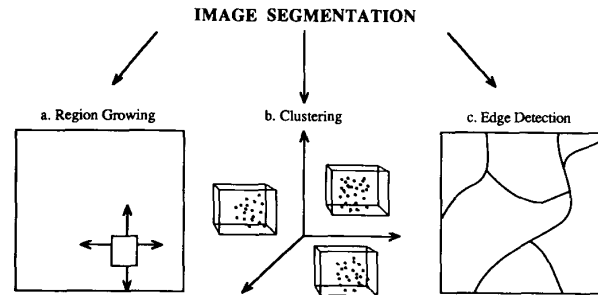 IMAGE SEGMENTATION
a. Region Growing
b. Clustering
c. Edge Detection